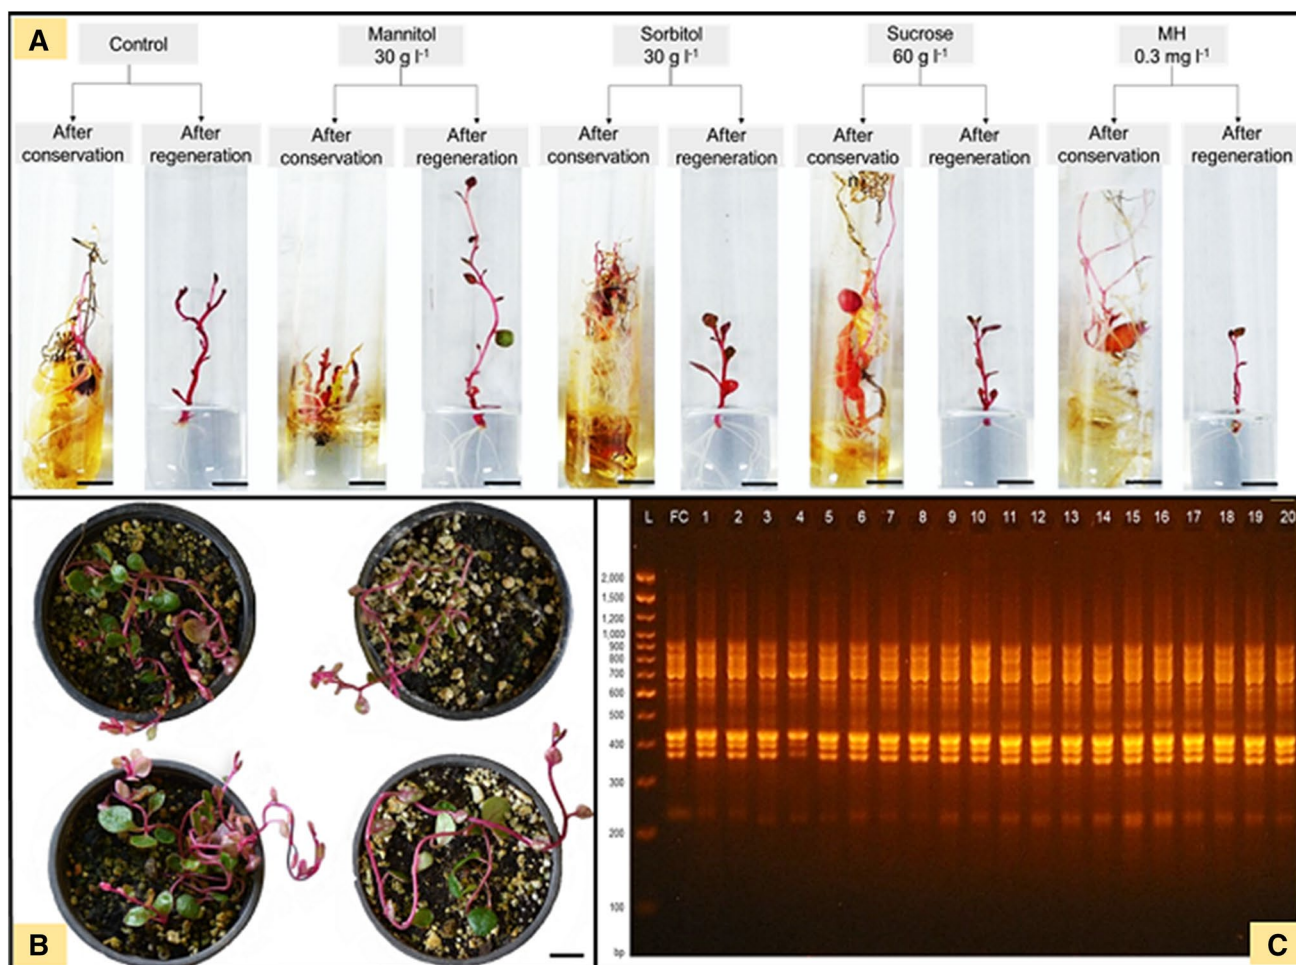 A
Control
Mannitol
30 g l-1
Sorbitol
30 g l-1
Sucrose
60 g l-1
MH
0.3 mg l-1
After
conservation
After
regeneration
After
conservation
After
regeneration
After
conservation
After
regeneration
After
conservatio
n
After
regeneration
After
conservation
After
regeneration
B
L FC 1 2 3 4 5 6 7 8 9 10 11 12 13 14 15 16 17 18 19 20
2,000
1,500
1,200
1,000
900
800
700
600
500
400
300
200
100
bp
C